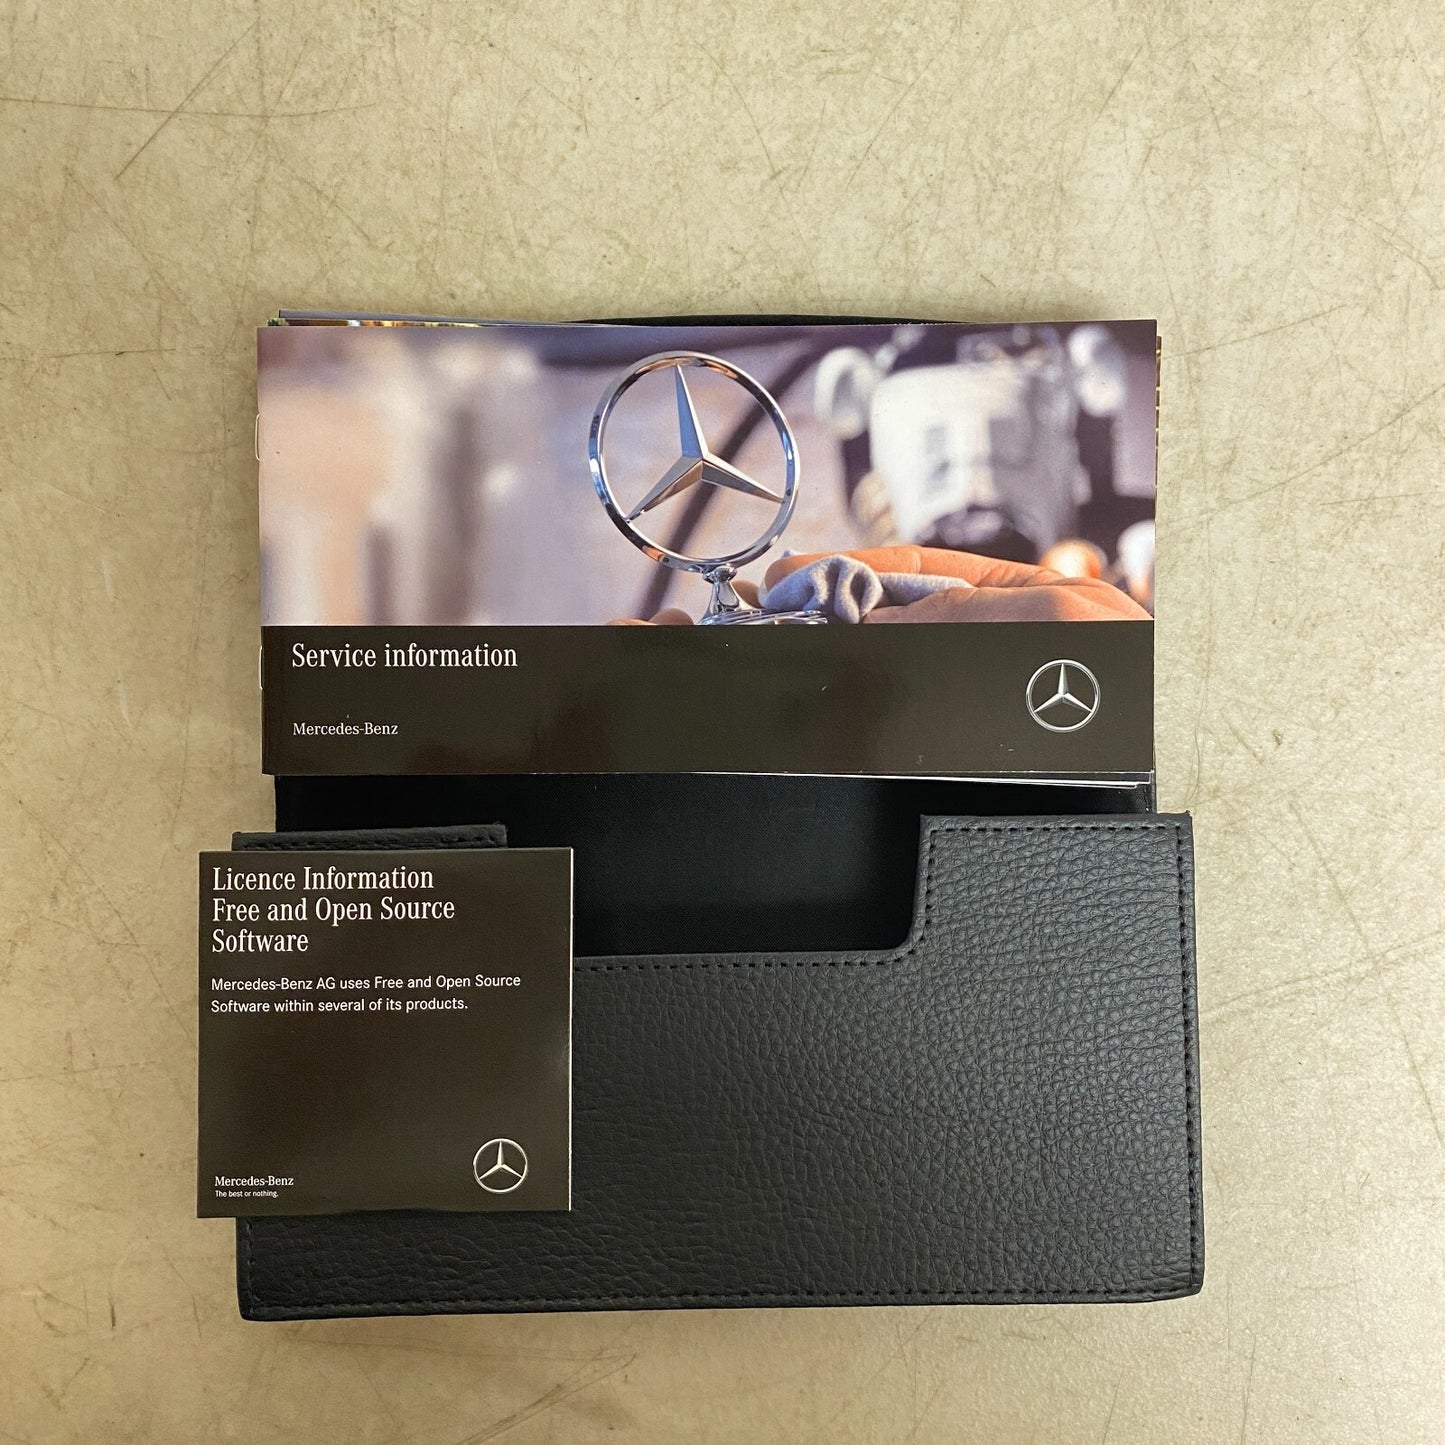 Service information
Mercedes-Benz
Licence Information
Free and Open Source
Software
Mercedes-Benz AG uses Free and Open Source
Software within several of its products.
Mercedes-Benz
The best or nothing.